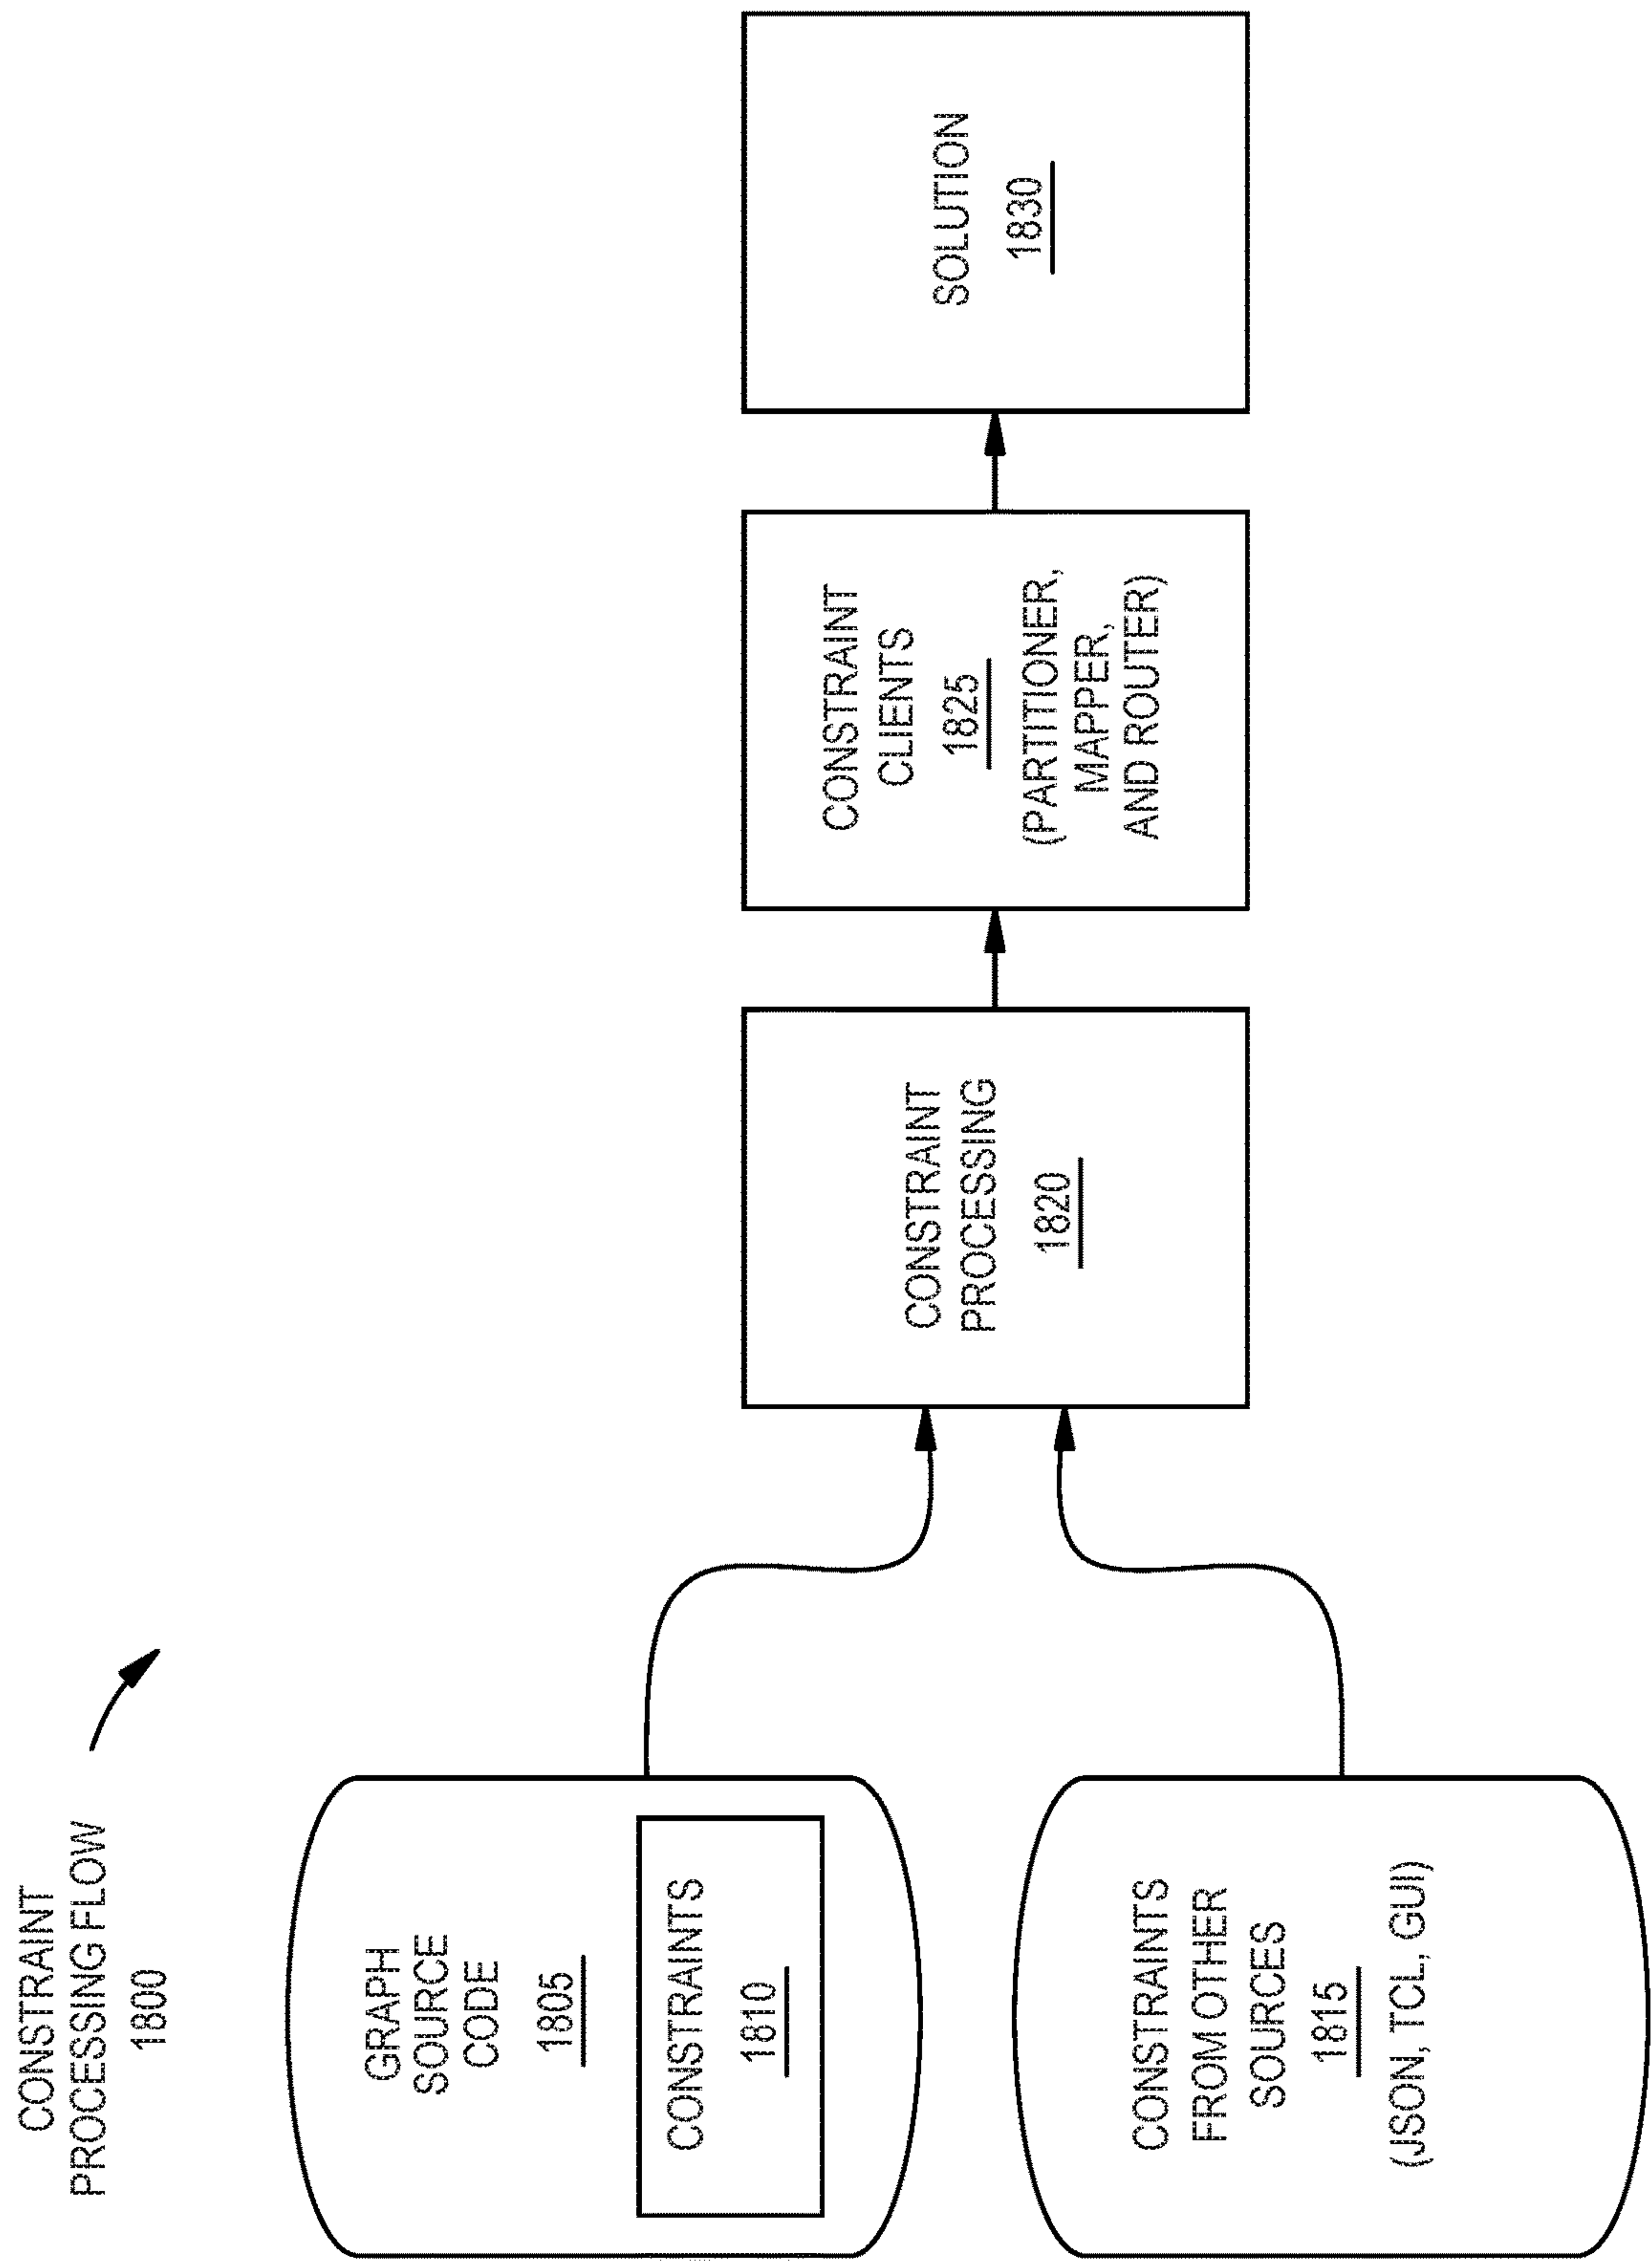 CONSTRAINT
PROCESSING FLOW
1800
GRAPH
SOURCE
CODE
1805
CONSTRAINTS
1810
CONSTRAINTS
FROM OTHER
SOURCES
1815
(JSON, TCL, GUI)
CONSTRAINT
PROCESSING
1820
CONSTRAINT
CLIENTS
1825
(PARTITIONER,
MAPPER,
AND ROUTER)
SOLUTION
1830